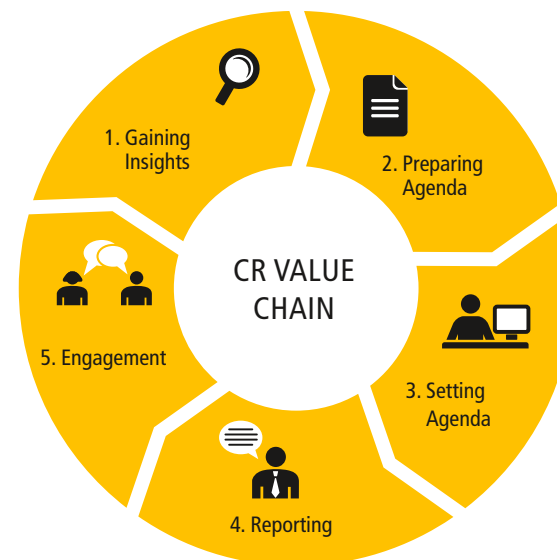 1. Gaining
Insights
2. Preparing
Agenda
CR VALUE
CHAIN
3. Setting
Agenda
4. Reporting
5. Engagement